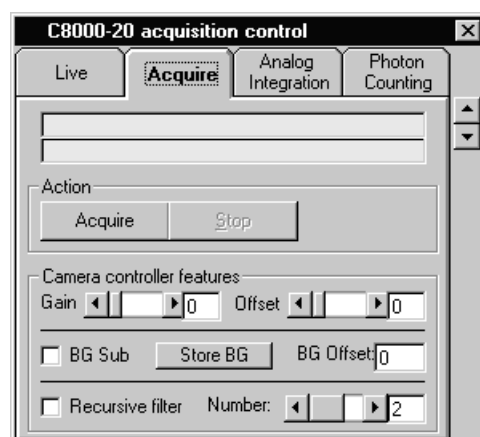 C8000-20 acquisition control
Live
Acquire
Analog
Integration
Photon
Counting
Action
Acquire
Stop
Camera controller features
Gain 0 Offset 0
BG Sub Store BG BG Offset: 0
Recursive filter Number: 2